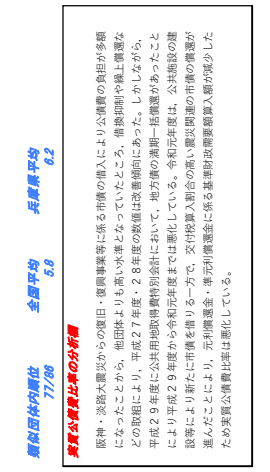 類似団体内順位 全国平均 兵庫県平均
77/86 5.8 6.2
実質公債費比率の分析欄
阪神・淡路大震災からの復旧・復興事業等に係る市債の借入により公債費の負担が多額
になったことから、他団体よりも高い水準となっていたところ、借換抑制や繰上償還な
どの取組により、平成２７年度・２８年度の数値は改善傾向にあった。しかしながら、
平成２９年度に公共用地取得費特別会計において、地方債の満期一括償還があったこと
により平成２９年度から令和元年度までは悪化している。令和元年度は、公共施設の建
設等により新たに市債を借りる一方で、交付税算入割合の高い震災関連の市債の償還が
進んだことにより、元利償還金・準元利償還金に係る基準財政需要額算入額が減少した
ため実質公債費比率は悪化している。